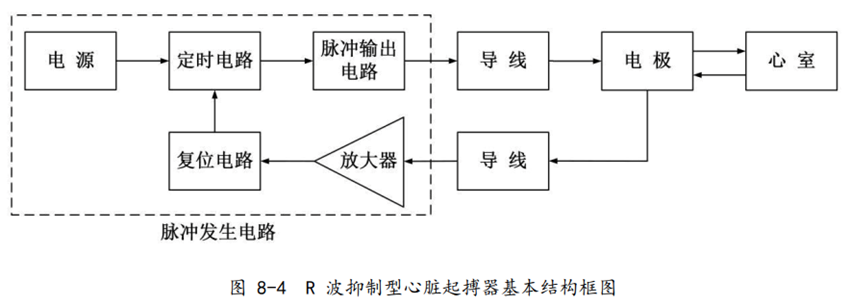 电 源
定时电路
脉冲输出
电路
导 线
电 极
心 室
复位电路
放大器
导 线
脉冲发生电路
图 8-4 R 波抑制型心脏起搏器基本结构框图